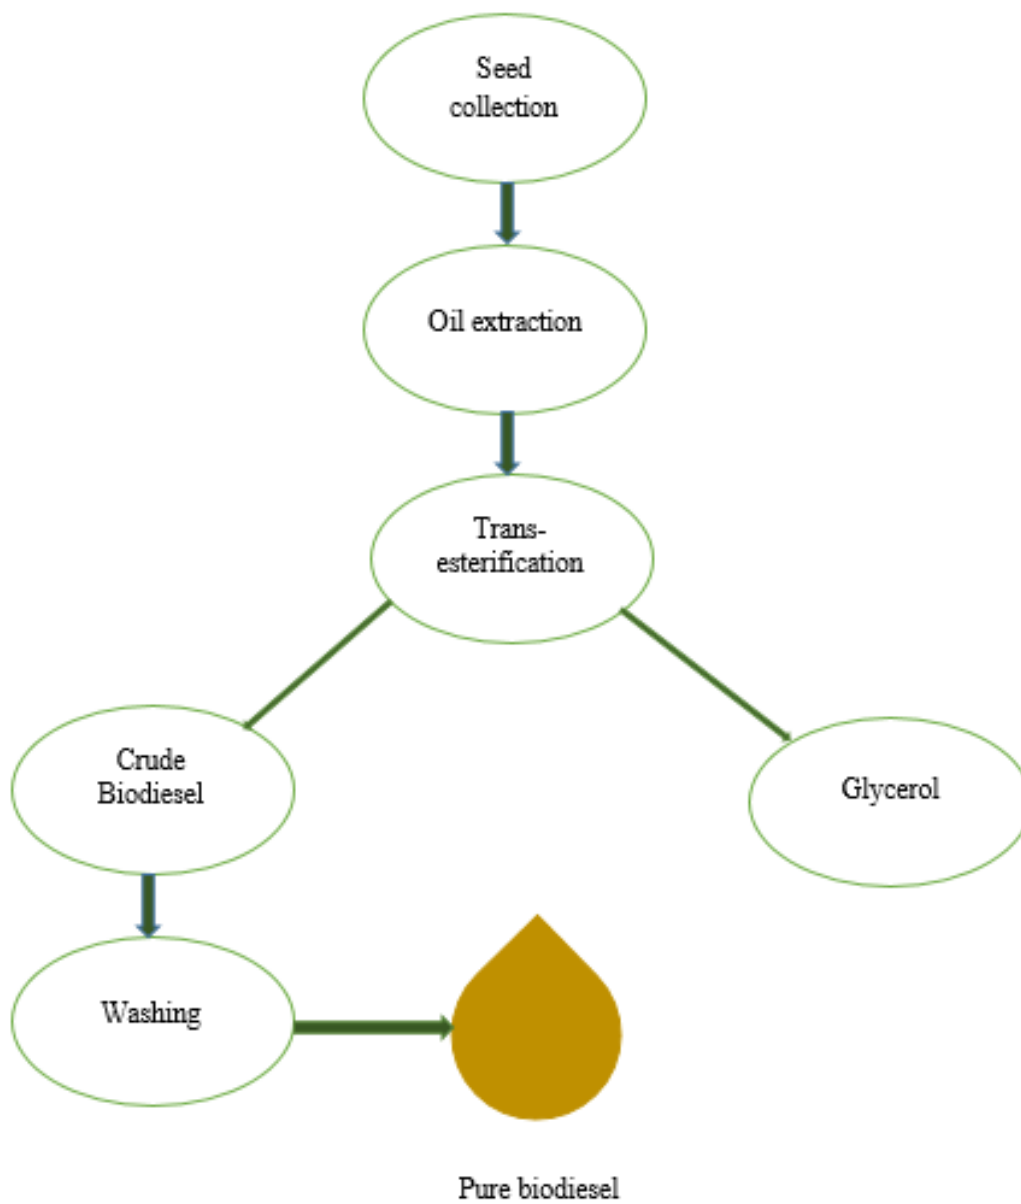 Seed
collection
Oil extraction
Trans-
esterification
Crude
Biodiesel
Glycerol
Washing
Pure biodiesel